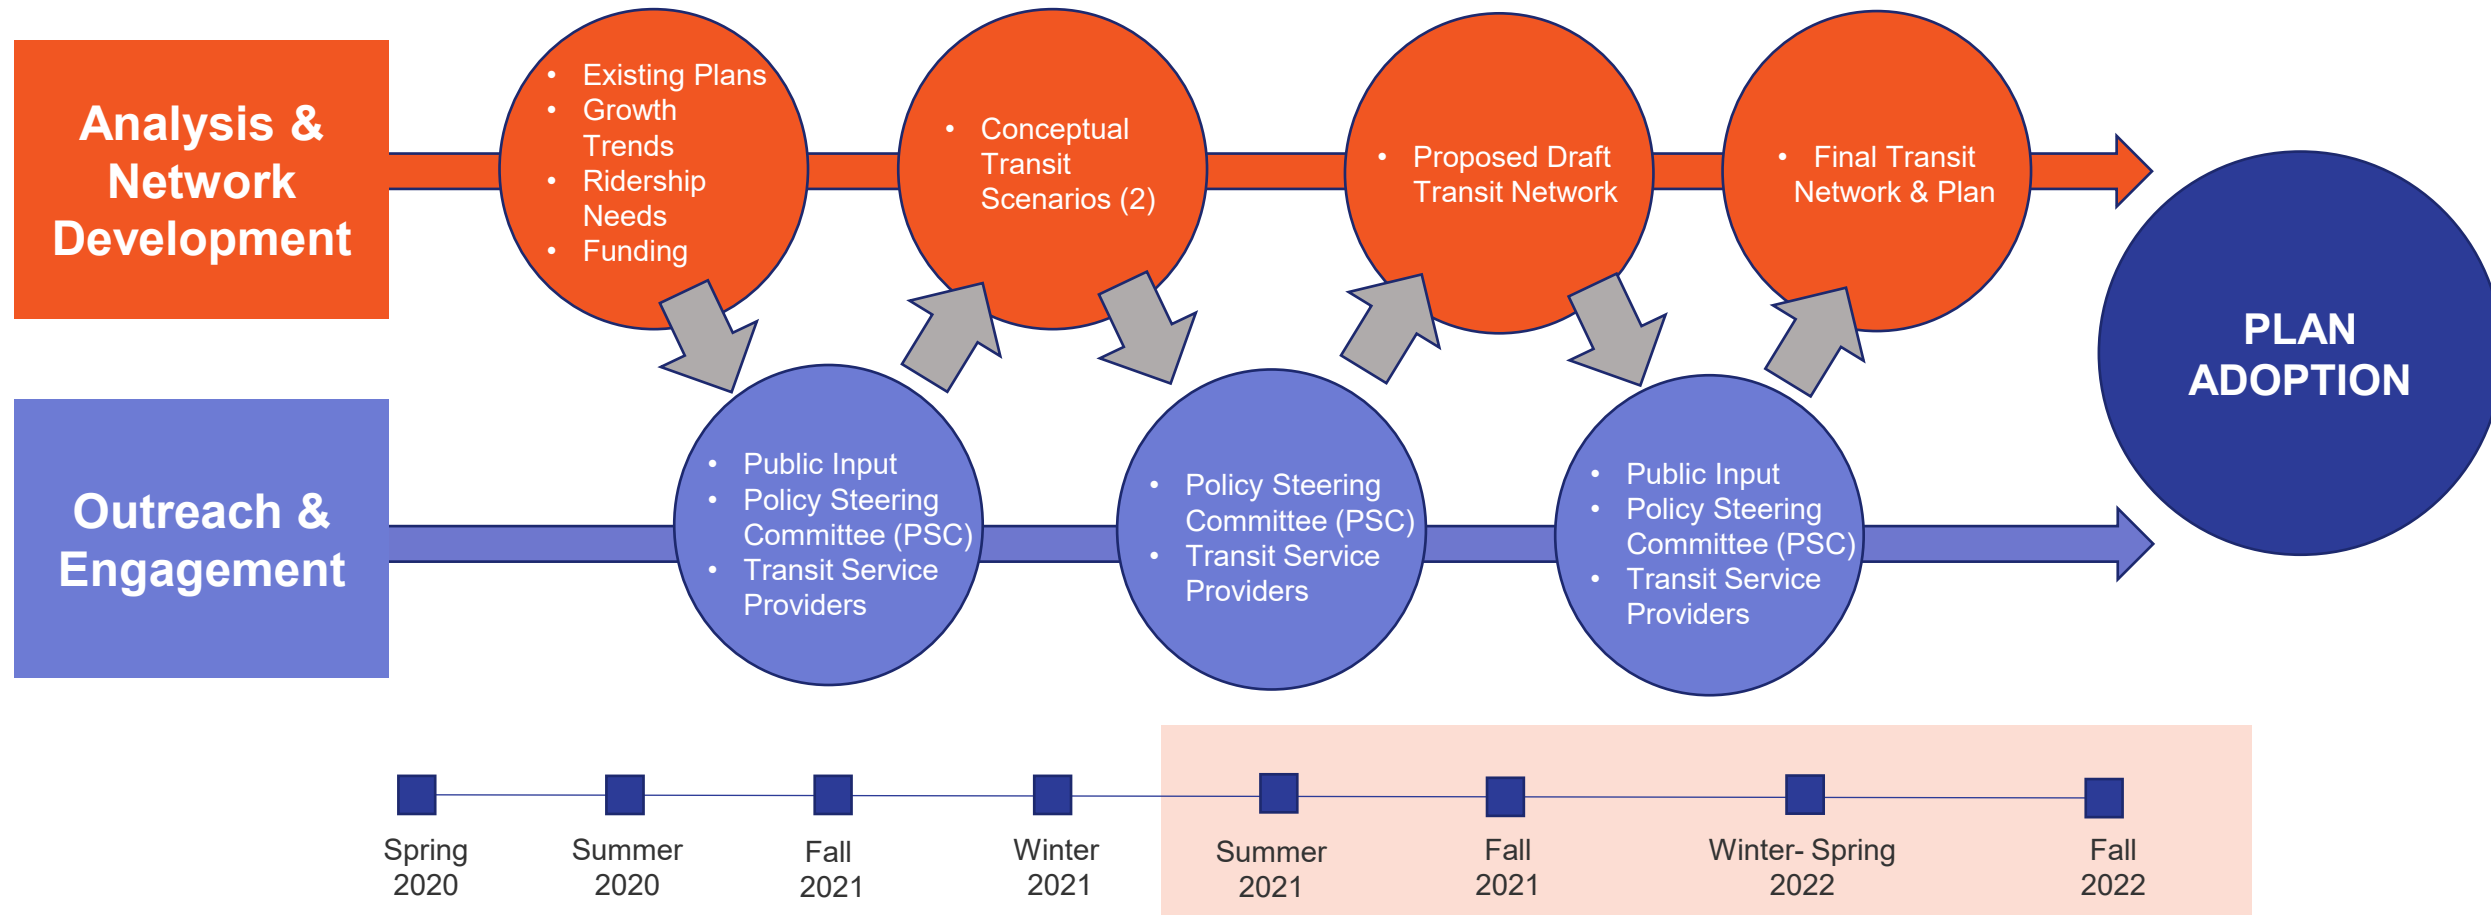 Analysis &
Network
Development
• Existing Plans
• Growth
Trends
• Ridership
Needs
• Funding
• Conceptual
Transit
Scenarios (2)
• Proposed Draft
Transit Network
• Final Transit
Network & Plan
PLAN
ADOPTION
Outreach &
Engagement
• Public Input
• Policy Steering
Committee (PSC)
• Transit Service
Providers
• Policy Steering
Committee (PSC)
• Transit Service
Providers
• Public Input
• Policy Steering
Committee (PSC)
• Transit Service
Providers
Spring
2020
Summer
2020
Fall
2021
Winter
2021
Summer
2021
Fall
2021
Winter- Spring
2022
Fall
2022